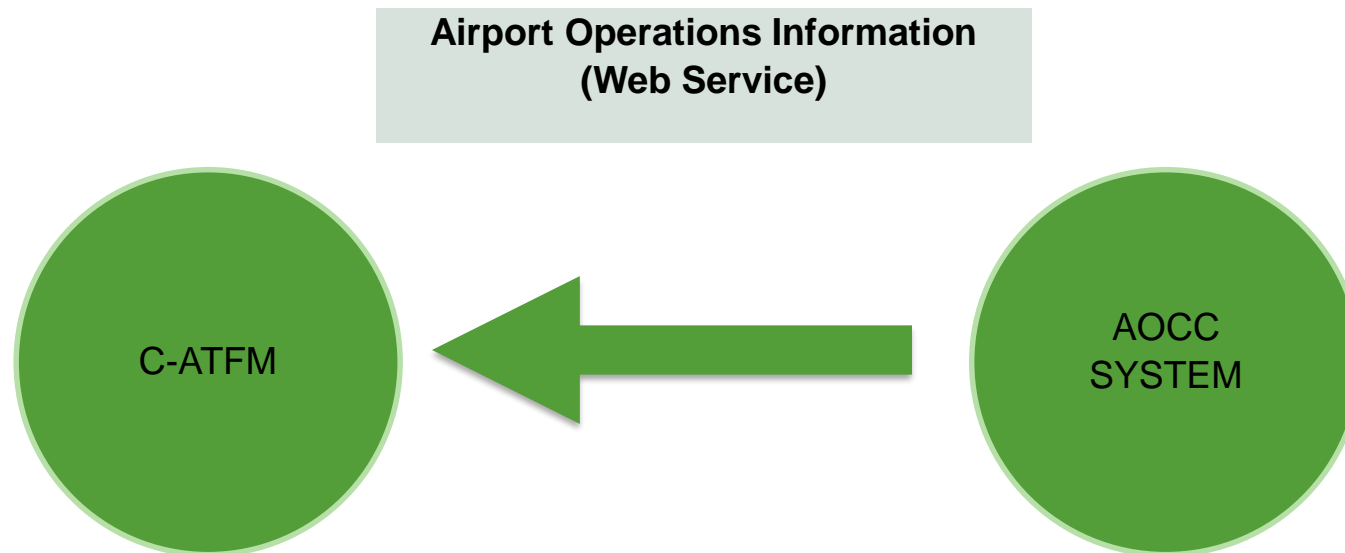 Airport Operations Information
(Web Service)
C-ATFM
AOCC
SYSTEM